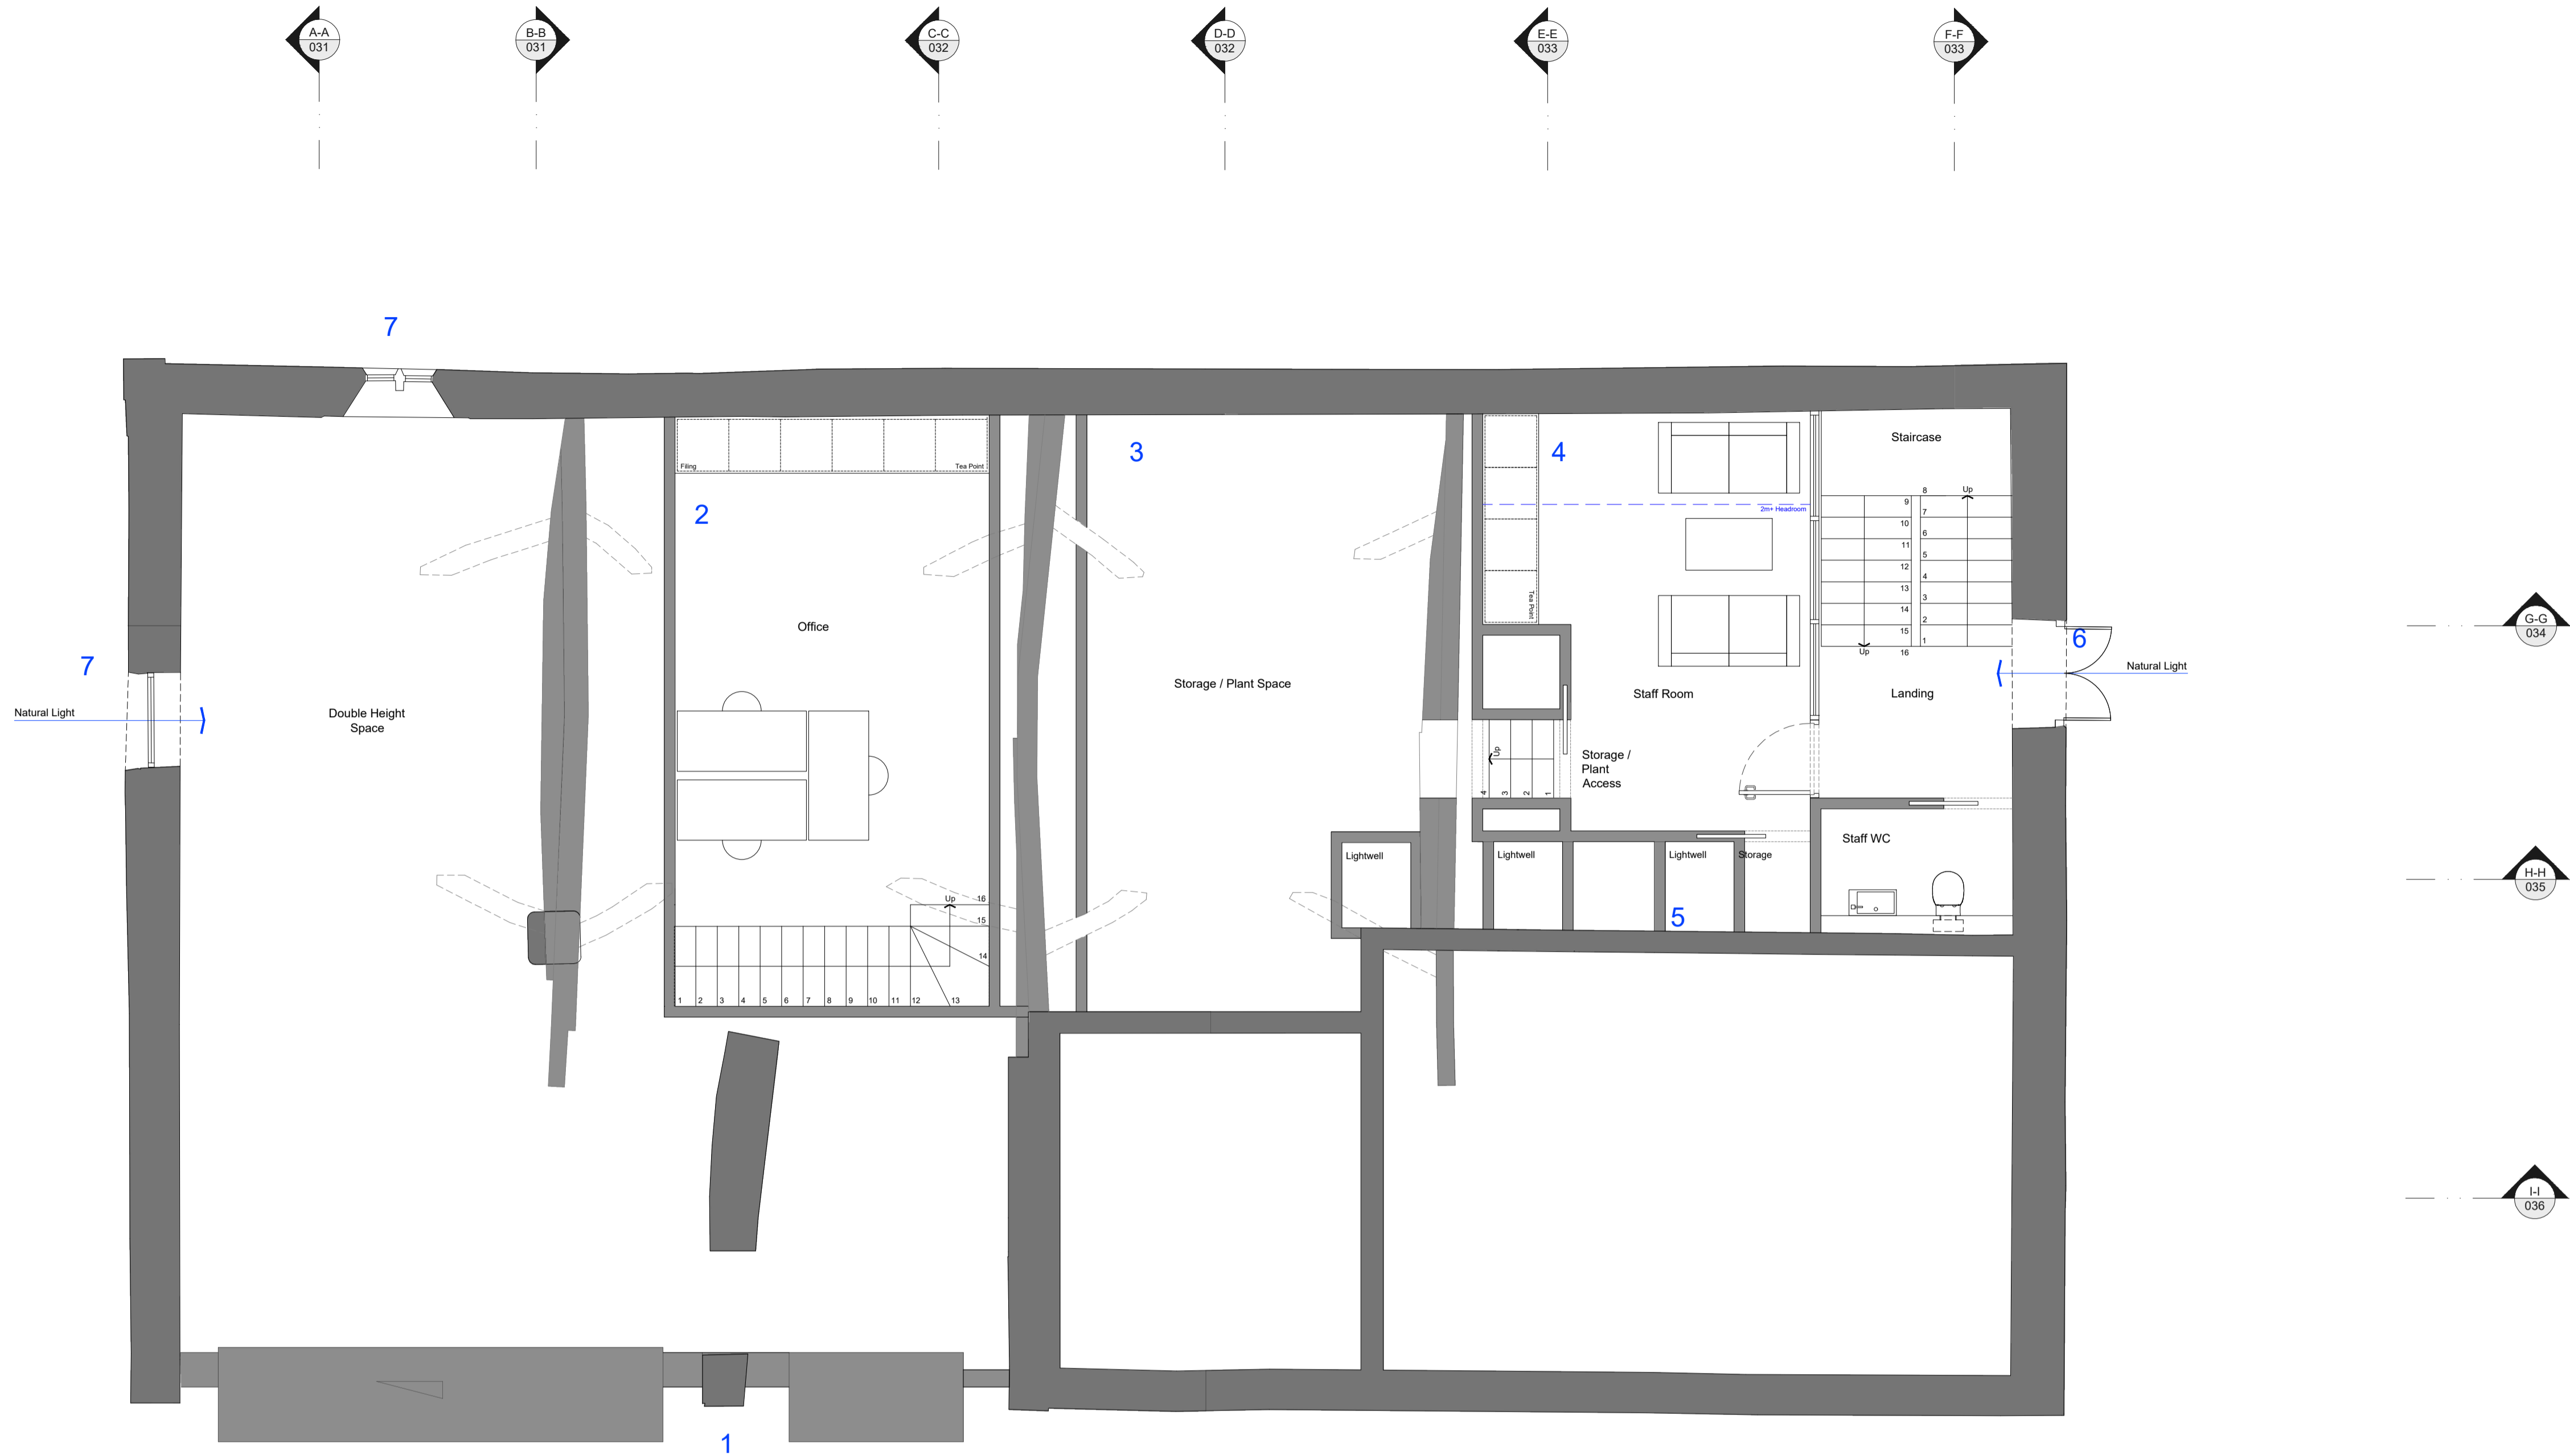 A-A
031
B-B
031
C-C
032
D-D
032
E-E
033
F-F
033
7
Filing
Tea Point
2
Office
3
Storage / Plant Space
4
2m+ Headroom
Tea Point
Staff Room
Staircase
8
Up
9
7
10
6
11
5
12
4
13
3
14
2
15
1
Up
16
Landing
6
Natural Light
G-G
034
7
Natural Light
Double Height
Space
Up
4
3
2
1
Storage /
Plant
Access
Staff WC
Lightwell
Lightwell
Lightwell
Storage
5
H-H
035
Up
16
15
14
1
2
3
4
5
6
7
8
9
10
11
12
13
I-I
036
1